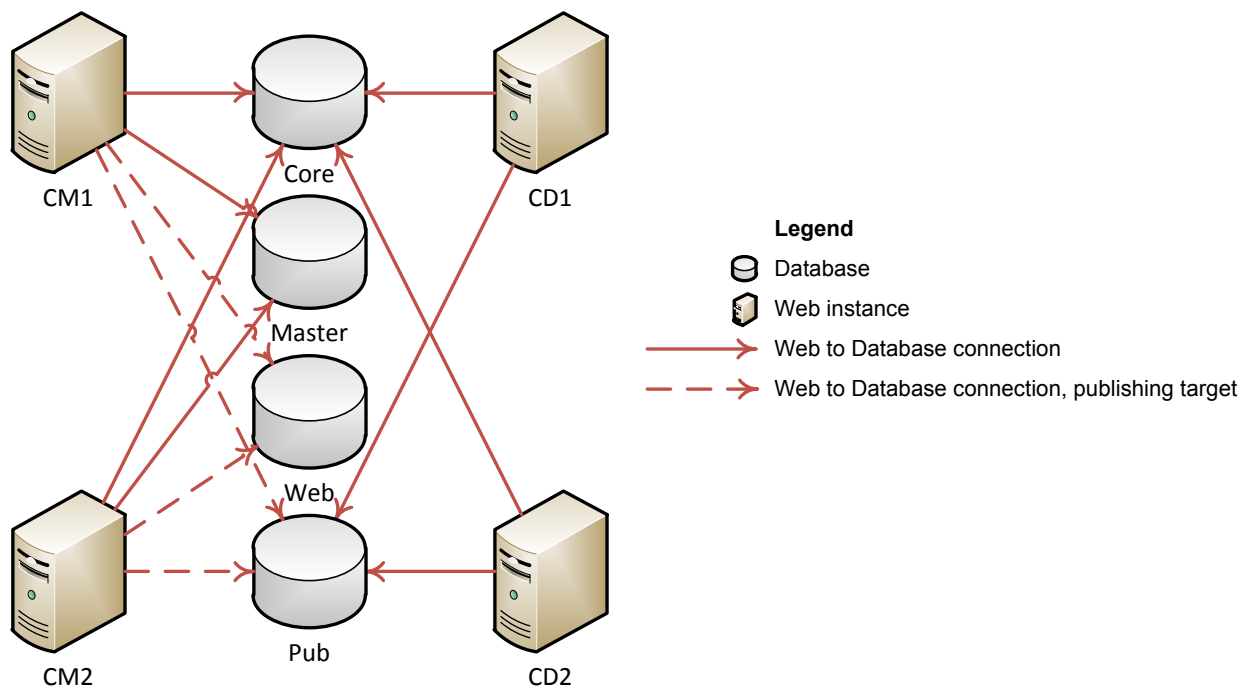 Core
CM1
CD1
Master
Web
Pub
CM2
CD2
Legend
Database
Web instance
Web to Database connection
Web to Database connection, publishing target